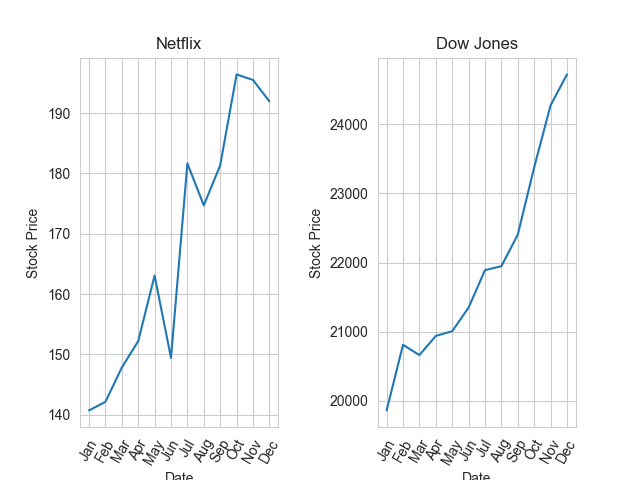 Netflix
Stock Price
190
180
170
160
150
140
Jan Feb Mar Apr May Jun Jul Aug Sep Oct Nov Dec
Date
Dow Jones
Stock Price
24000
23000
22000
21000
20000
Jan Feb Mar Apr May Jun Jul Aug Sep Oct Nov Dec
Date